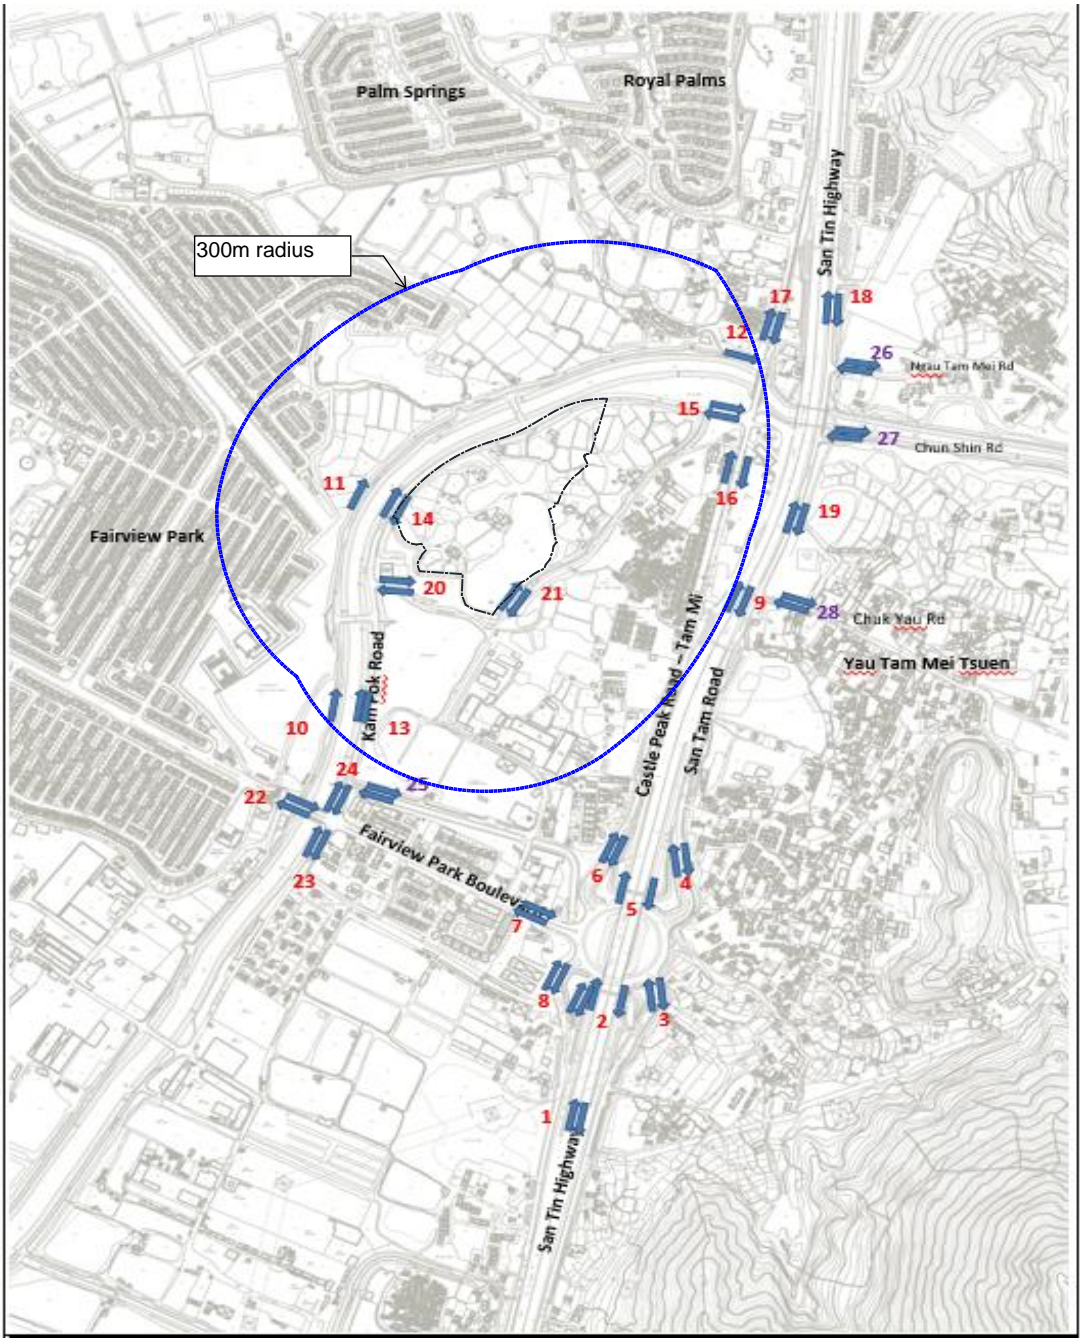 Royal Palms
Palm Springs
San Tin Highway
300m radius
17
18
12
26
Ngau Tam Mei Rd
15
27
Chun Shin Rd
11
16
14
19
Fairview Park
20
21
9
28
Chuk Yau Rd
Yau Tam Mei Tsuen
Castle Peak Road – Tam Mi
San Tam Road
Kam Pok Road
10
13
24
25
22
Fairview Park Boulev
23
6
4
5
7
8
2
3
1
San Tin Highway